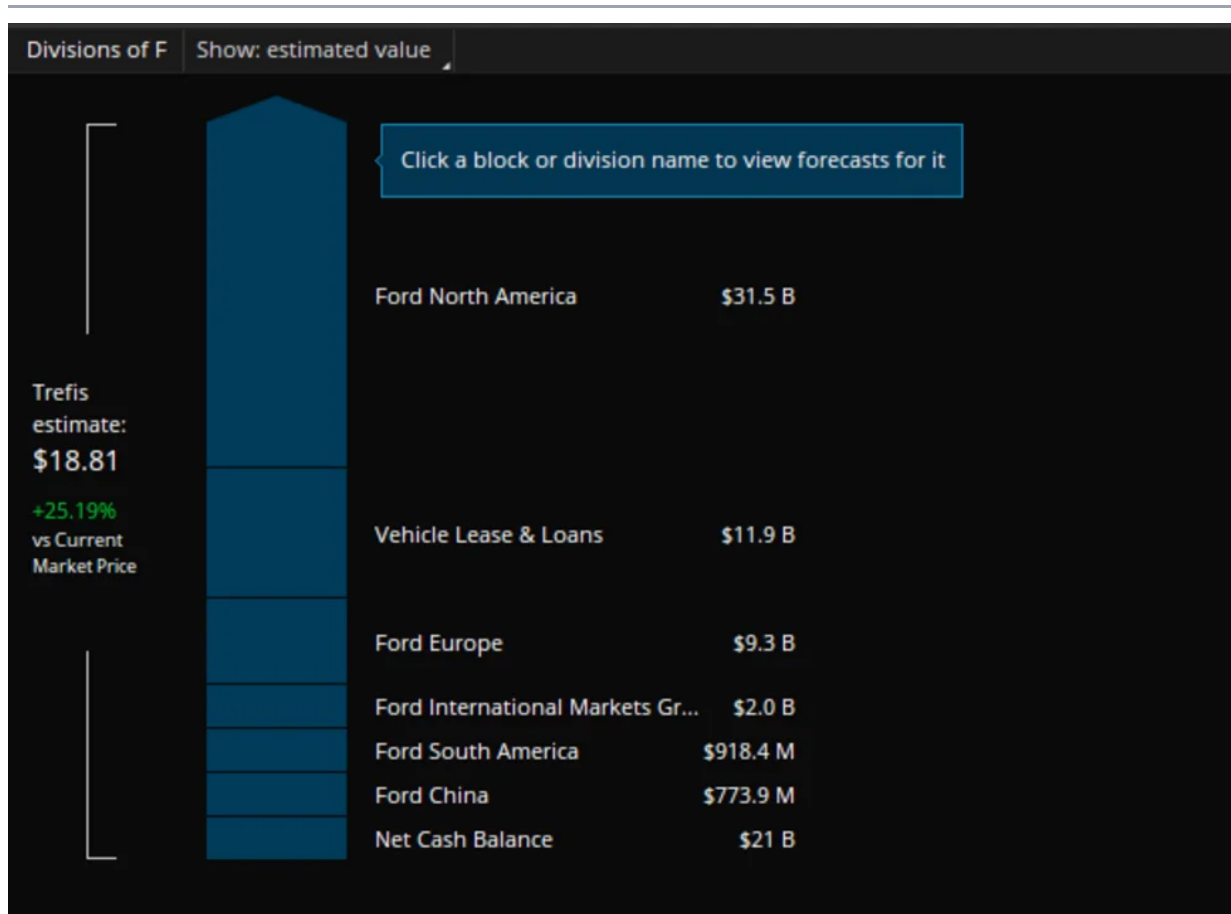 Divisions of F Show: estimated value
Click a block or division name to view forecasts for it
Ford North America $31.5 B
Trefis
estimate:
$18.81
+25.19%
vs Current
Market Price
Vehicle Lease & Loans $11.9 B
Ford Europe $9.3 B
Ford International Markets Gr... $2.0 B
Ford South America $918.4 M
Ford China $773.9 M
Net Cash Balance $21 B